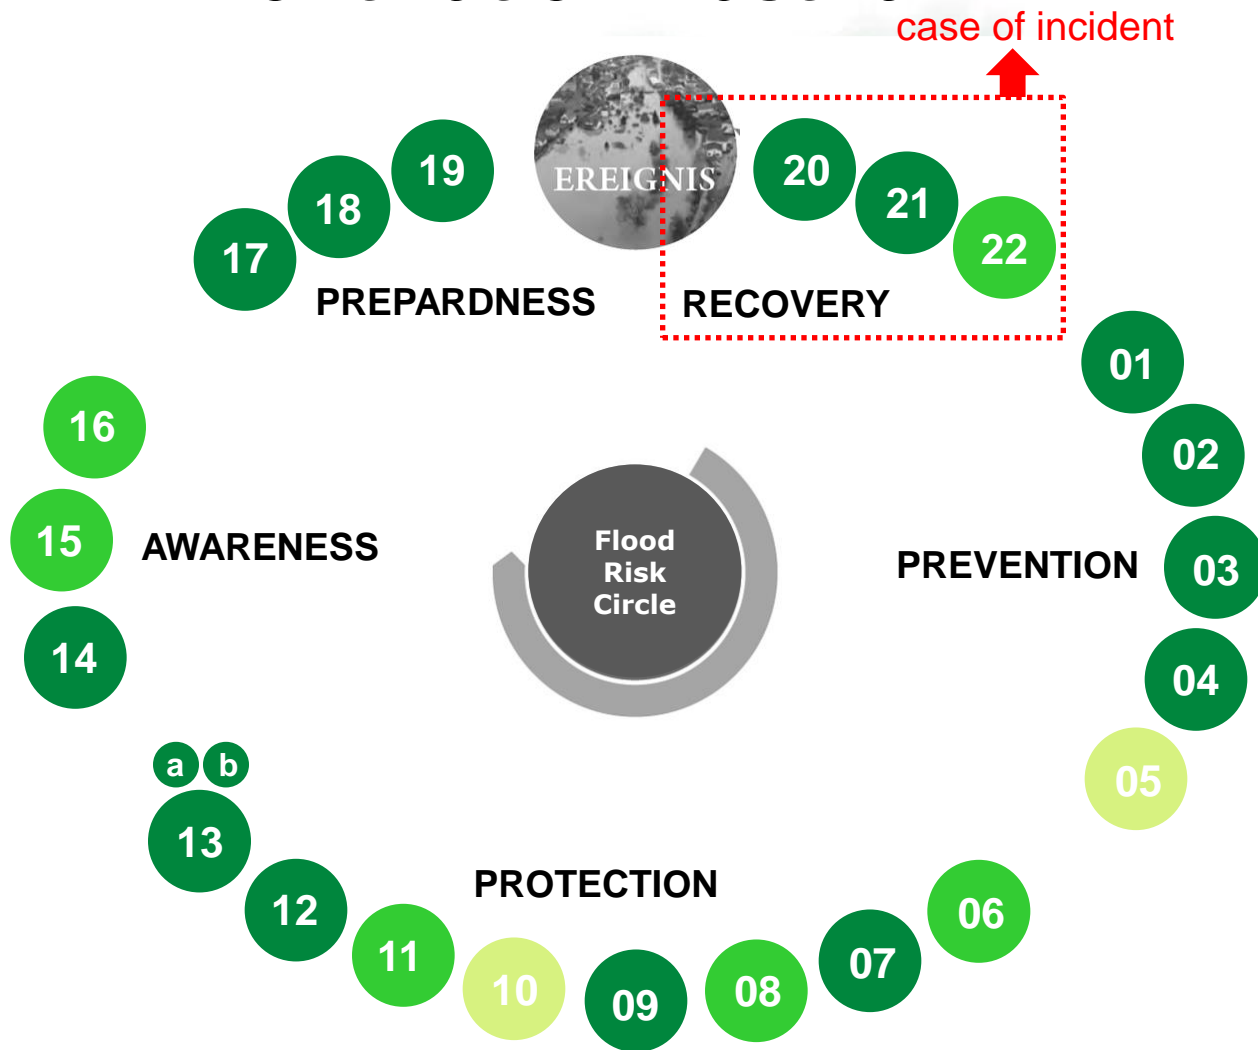 case of incident
EREIGNIS
19
20
18
21
17
22
PREPARDNESS
RECOVERY
01
16
02
15
AWARENESS
Flood
Risk
Circle
PREVENTION
03
14
04
a b
05
13
PROTECTION
12
06
11
10
09
08
07